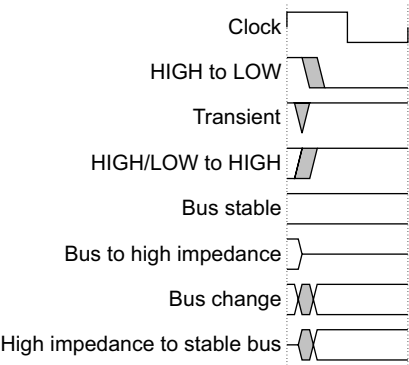 Clock
HIGH to LOW
Transient
HIGH/LOW to HIGH
Bus stable
Bus to high impedance
Bus change
High impedance to stable bus